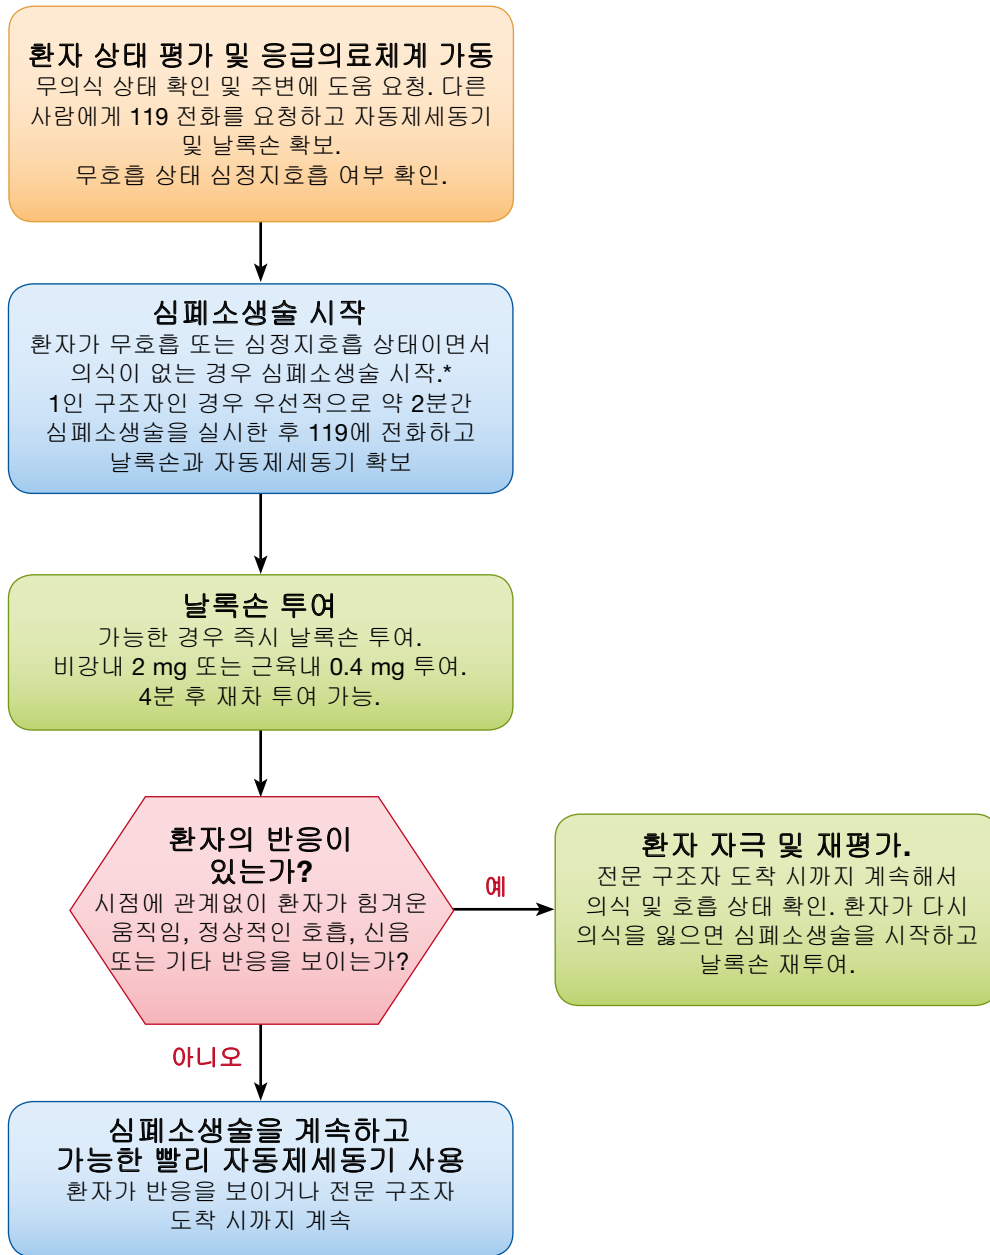 환자 상태 평가 및 응급의료체계 가동
무의식 상태 확인 및 주변에 도움 요청. 다른
사람에게 119 전화를 요청하고 자동제세동기
및 날록손 확보.
무호흡 상태 심정지호흡 여부 확인.
심폐소생술 시작
환자가 무호흡 또는 심정지호흡 상태이면서
의식이 없는 경우 심폐소생술 시작.*
1인 구조자인 경우 우선적으로 약 2분간
심폐소생술을 실시한 후 119에 전화하고
날록손과 자동제세동기 확보
날록손 투여
가능한 경우 즉시 날록손 투여.
비강내 2 mg 또는 근육내 0.4 mg 투여.
4분 후 재차 투여 가능.
환자의 반응이
있는가?
시점에 관계없이 환자가 힘겨운
움직임, 정상적인 호흡, 신음
또는 기타 반응을 보이는가?
예
환자 자극 및 재평가.
전문 구조자 도착 시까지 계속해서
의식 및 호흡 상태 확인. 환자가 다시
의식을 잃으면 심폐소생술을 시작하고
날록손 재투여.
아니오
심폐소생술을 계속하고
가능한 빨리 자동제세동기 사용
환자가 반응을 보이거나 전문 구조자
도착 시까지 계속